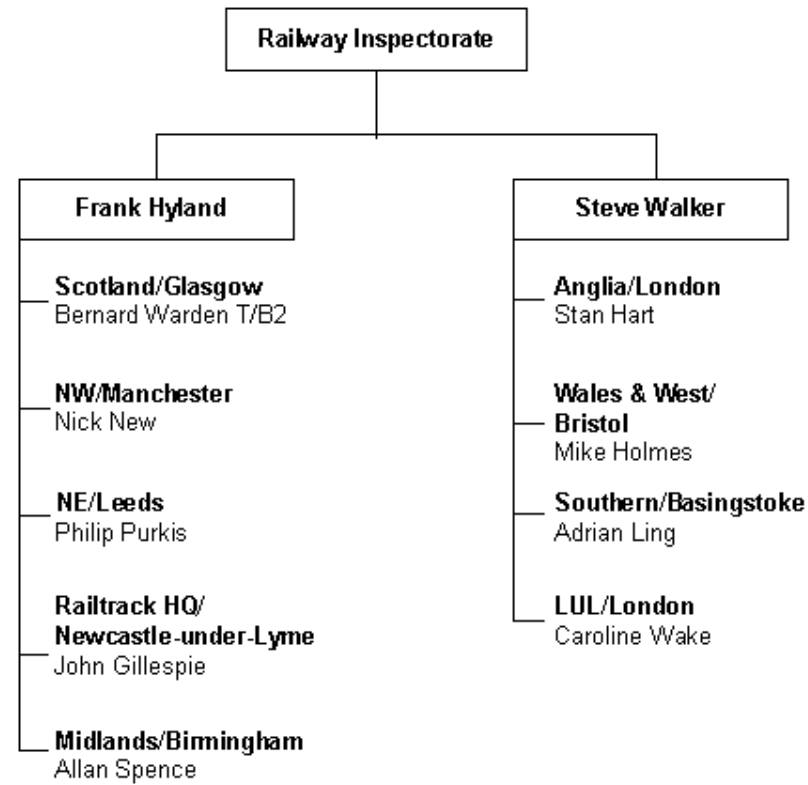 Railway Inspectorate
Frank Hyland
Scotland/Glasgow
Bernard Warden T/B2
NW/Manchester
Nick New
NE/Leeds
Philip Purkis
Railtrack HQ/
Newcastle-under-Lyme
John Gillespie
Midlands/Birmingham
Allan Spence
Steve Walker
Anglia/London
Stan Hart
Wales & West/
Bristol
Mike Holmes
Southern/Basingstoke
Adrian Ling
LUL/London
Caroline Wake